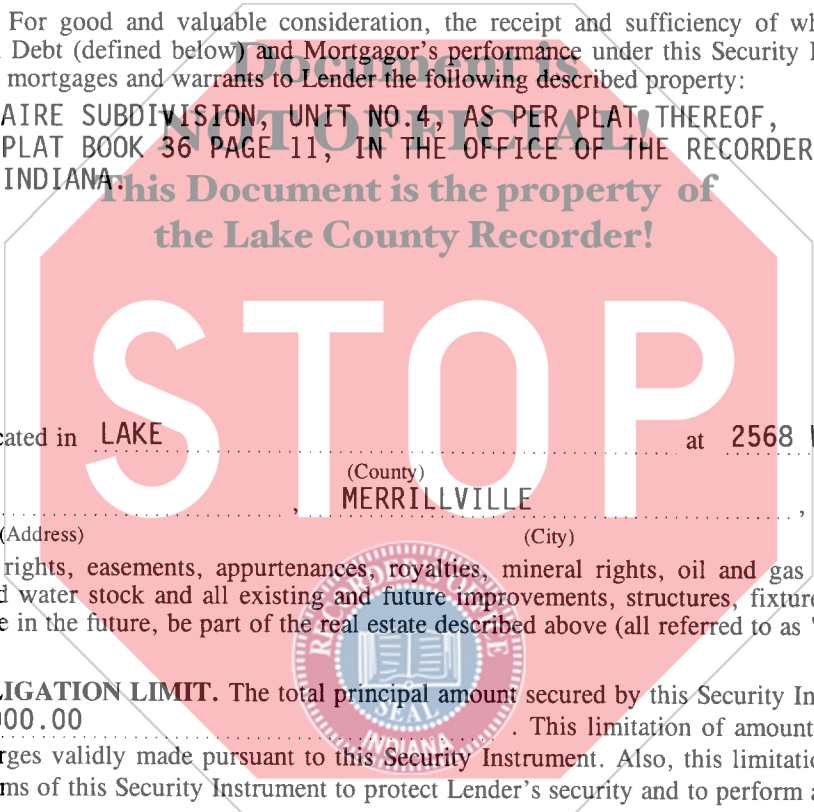 For good and valuable consideration, the receipt and sufficiency of
Debt (defined below) and Mortgagor's performance under this Security
mortgages and warrants to Lender the following described property:
Document is
AIRE SUBDIVISION, UNIT NO.4, AS PER PLAT THEREOF,
NOT OFFICIAL!
PLAT BOOK 36 PAGE 11, IN THE OFFICE OF THE RECORDER
INDIANA.
This Document is the property of
the Lake County Recorder!
STOP
cated in LAKE at 2568
(County)
, MERRILLVILLE ,
(Address) (City)
rights, easements, appurtenances, royalties, mineral rights, oil and gas
water stock and all existing and future improvements, structures, fixture
e in the future, be part of the real estate described above (all referred to as "
LIGATION LIMIT. The total principal amount secured by this Security In
000.00 . This limitation of amount
rges validly made pursuant to this Security Instrument. Also, this limitatio
ms of this Security Instrument to protect Lender's security and to perform a
RECORDER'S OFFICE
SEAL
INDIANA